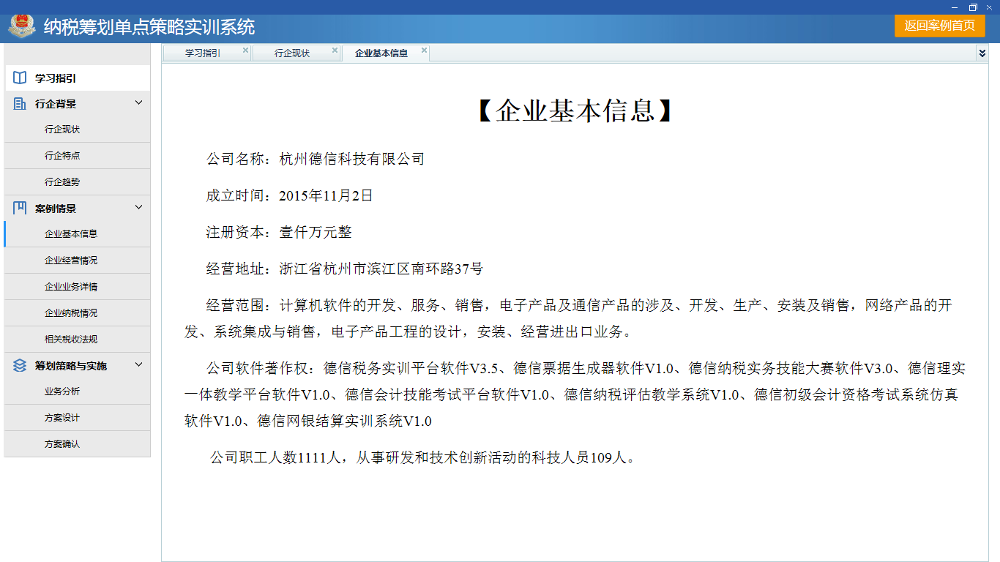 纳税筹划单点策略实训系统
返回案例首页
学习指引
行企现状
企业基本信息
学习指引
行企背景
行企现状
行企特点
行企趋势
案例情景
企业基本信息
企业经营情况
企业业务详情
企业纳税情况
相关税收法规
筹划策略与实施
业务分析
方案设计
方案确认
【企业基本信息】
公司名称：杭州德信科技有限公司
成立时间：2015年11月2日
注册资本：壹仟万元整
经营地址：浙江省杭州市滨江区南环路37号
经营范围：计算机软件的开发、服务、销售，电子产品及通信产品的涉及、开发、生产、安装及销售，网络产品的开
发、系统集成与销售，电子产品工程的设计，安装、经营进出口业务。
公司软件著作权：德信税务实训平台软件V3.5、德信票据生成器软件V1.0、德信纳税实务技能大赛软件V3.0、德信理实
一体教学平台软件V1.0、德信会计技能考试平台软件V1.0、德信纳税评估教学系统V1.0、德信初级会计资格考试系统仿真
软件V1.0、德信网银结算实训系统V1.0
公司职工人数1111人，从事研发和技术创新活动的科技人员109人。